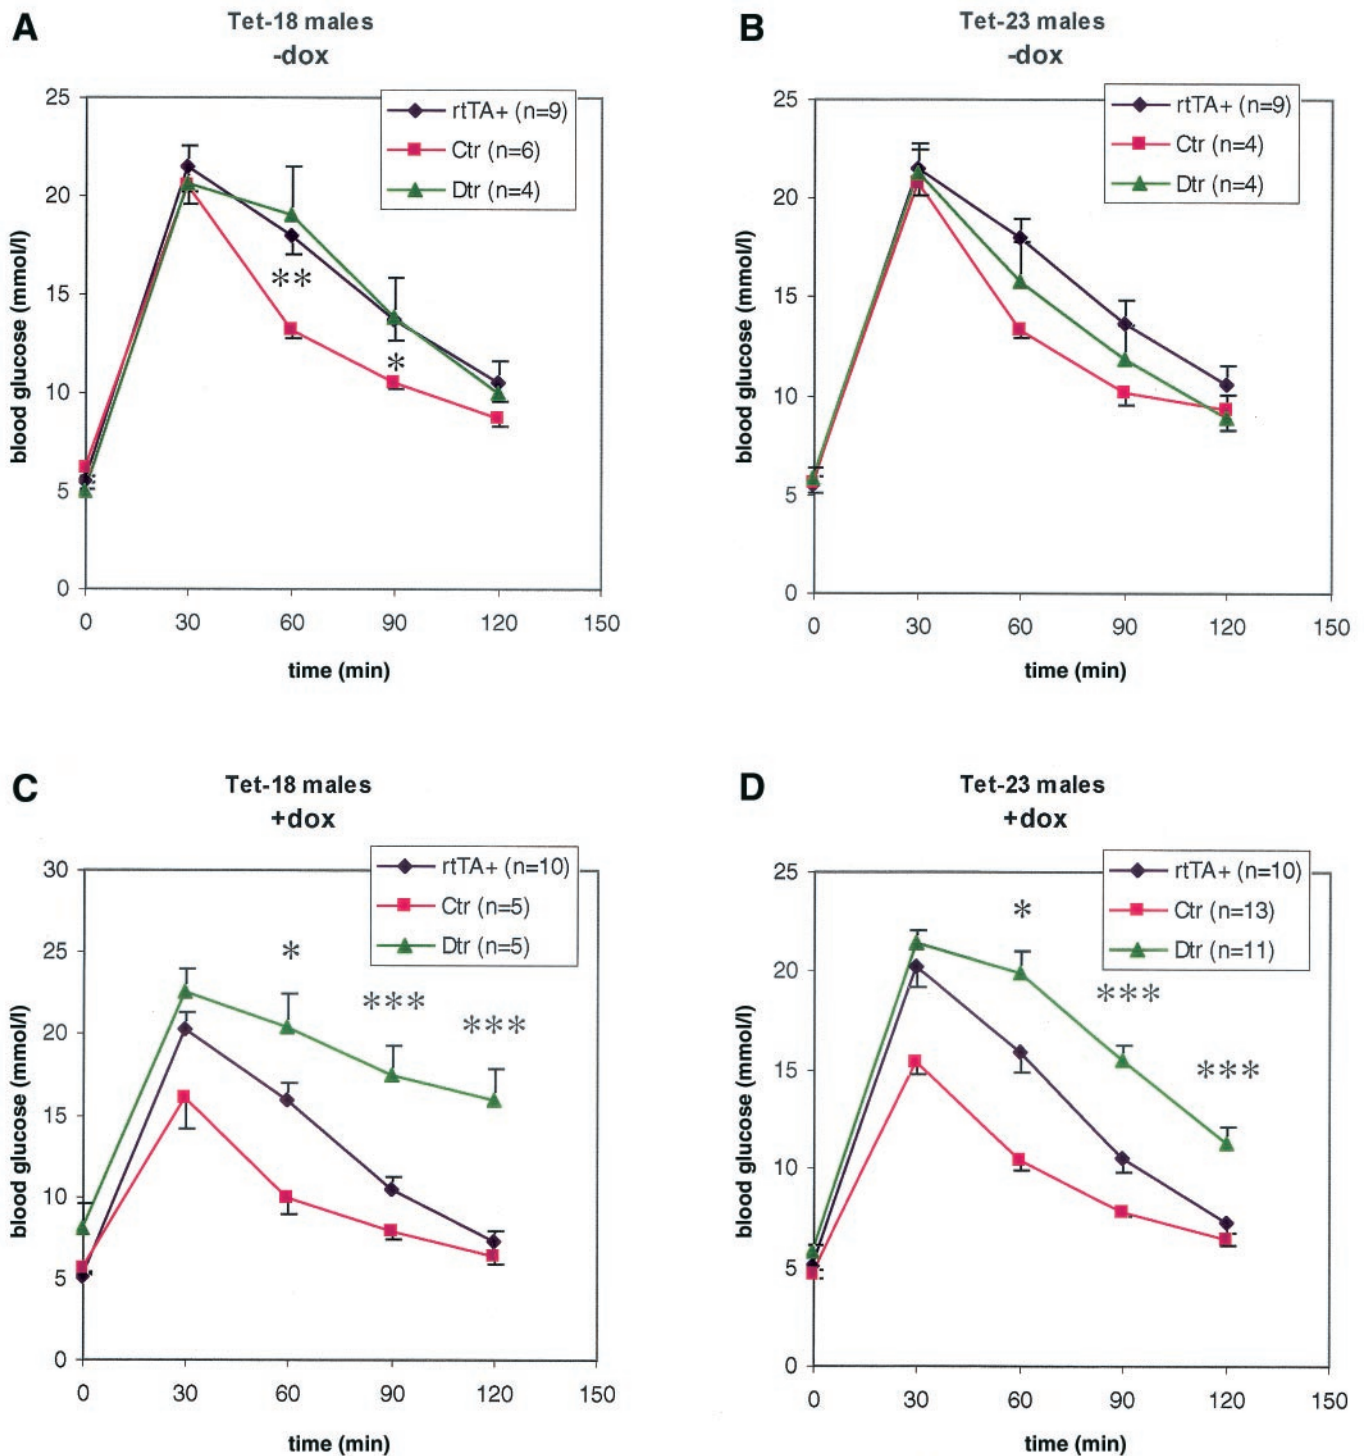 A
Tet-18 males
-dox
25
20
15
10
5
0
blood glucose (mmol/l)
rtTA+ (n=9)
Ctr (n=6)
Dtr (n=4)
**
*
0 30 60 90 120 150
time (min)
B
Tet-23 males
-dox
25
20
15
10
5
0
blood glucose (mmol/l)
rtTA+ (n=9)
Ctr (n=4)
Dtr (n=4)
0 30 60 90 120 150
time (min)
C
Tet-18 males
+dox
30
25
20
15
10
5
0
blood glucose (mmol/l)
rtTA+ (n=10)
Ctr (n=5)
Dtr (n=5)
*
***
***
0 30 60 90 120 150
time (min)
D
Tet-23 males
+dox
25
20
15
10
5
0
blood glucose (mmol/l)
rtTA+ (n=10)
Ctr (n=13)
Dtr (n=11)
*
***
***
0 30 60 90 120 150
time (min)